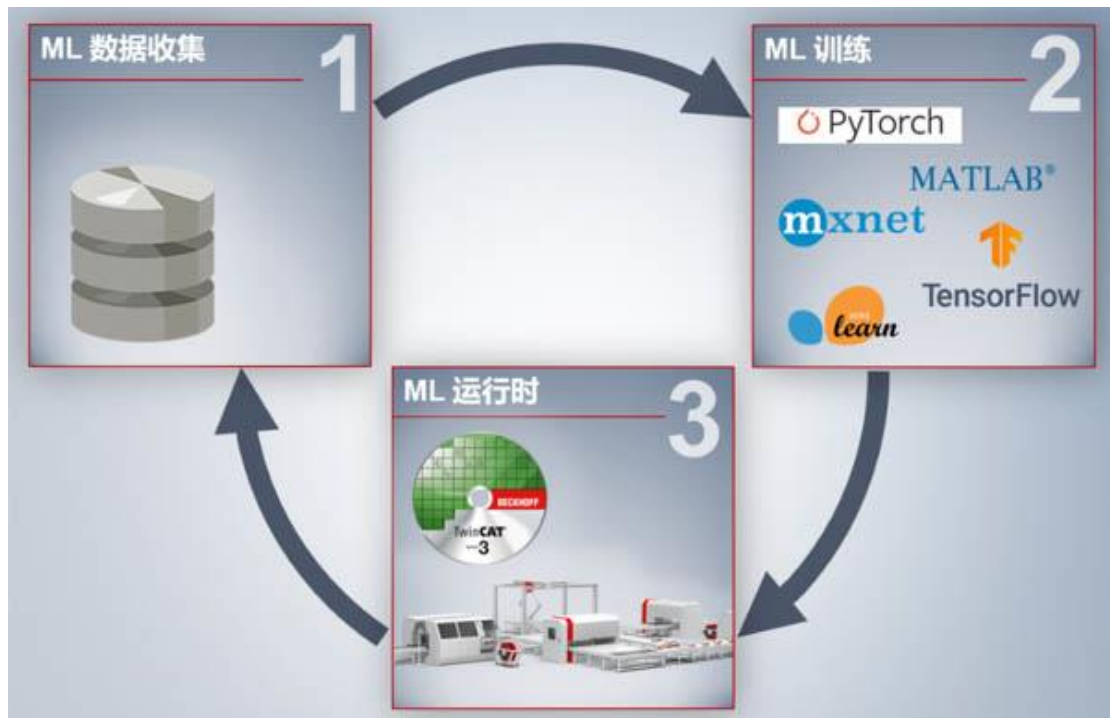 ML 数据收集
1
ML 训练
2
PyTorch
MATLAB®
mxnet
TensorFlow
learn
ML 运行时
3
BECKHOFF
TwinCAT
3